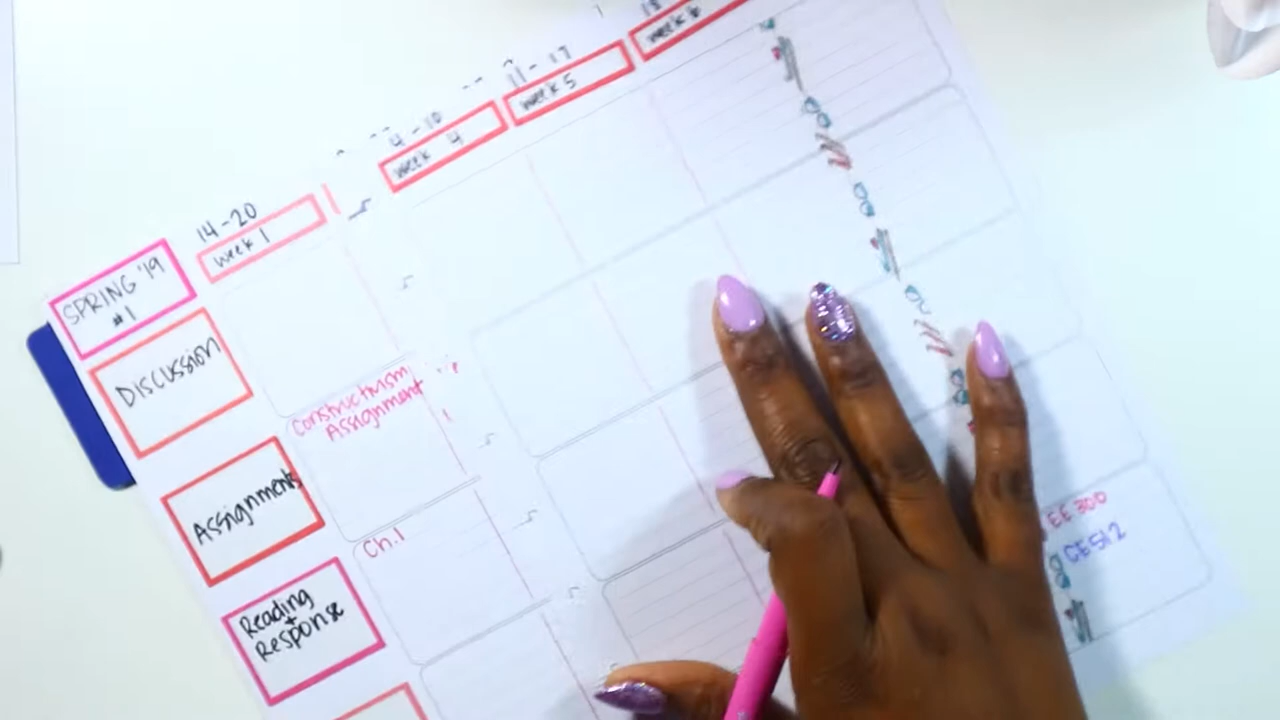 SPRING '19
#1
14-20
week 1
4-10
week 4
11-17
week 5
18
week 6
Discussion
Assignments
Constructivism
Assignment
Reading
+
Response
Ch.1
EE 300
CE 512